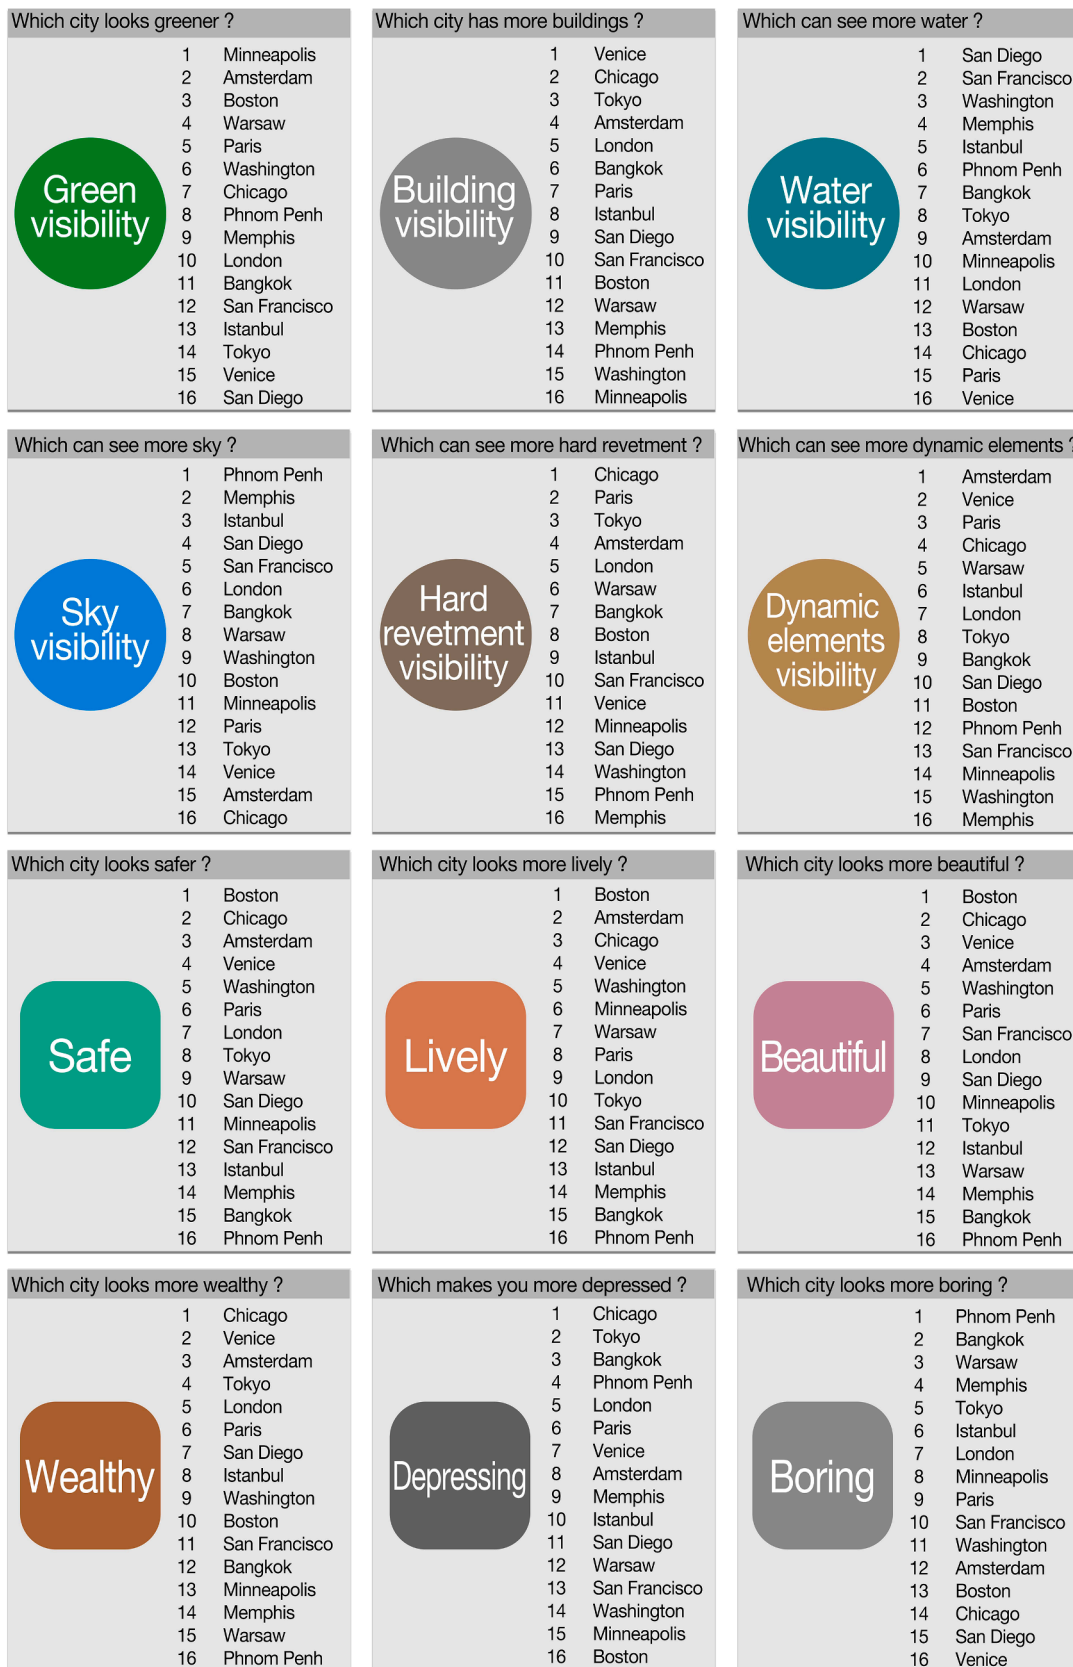 Which city looks greener ?
Green
visibility
1 Minneapolis
2 Amsterdam
3 Boston
4 Warsaw
5 Paris
6 Washington
7 Chicago
8 Phnom Penh
9 Memphis
10 London
11 Bangkok
12 San Francisco
13 Istanbul
14 Tokyo
15 Venice
16 San Diego
Which city has more buildings ?
Building
visibility
1 Venice
2 Chicago
3 Tokyo
4 Amsterdam
5 London
6 Bangkok
7 Paris
8 Istanbul
9 San Diego
10 San Francisco
11 Boston
12 Warsaw
13 Memphis
14 Phnom Penh
15 Washington
16 Minneapolis
Which can see more water ?
Water
visibility
1 San Diego
2 San Francisco
3 Washington
4 Memphis
5 Istanbul
6 Phnom Penh
7 Bangkok
8 Tokyo
9 Amsterdam
10 Minneapolis
11 London
12 Warsaw
13 Boston
14 Chicago
15 Paris
16 Venice
Which can see more sky ?
Sky
visibility
1 Phnom Penh
2 Memphis
3 Istanbul
4 San Diego
5 San Francisco
6 London
7 Bangkok
8 Warsaw
9 Washington
10 Boston
11 Minneapolis
12 Paris
13 Tokyo
14 Venice
15 Amsterdam
16 Chicago
Which can see more hard revetment ?
Hard
revetment
visibility
1 Chicago
2 Paris
3 Tokyo
4 Amsterdam
5 London
6 Warsaw
7 Bangkok
8 Boston
9 Istanbul
10 San Francisco
11 Venice
12 Minneapolis
13 San Diego
14 Washington
15 Phnom Penh
16 Memphis
Which can see more dynamic elements ?
Dynamic
elements
visibility
1 Amsterdam
2 Venice
3 Paris
4 Chicago
5 Warsaw
6 Istanbul
7 London
8 Tokyo
9 Bangkok
10 San Diego
11 Boston
12 Phnom Penh
13 San Francisco
14 Minneapolis
15 Washington
16 Memphis
Which city looks safer ?
Safe
1 Boston
2 Chicago
3 Amsterdam
4 Venice
5 Washington
6 Paris
7 London
8 Tokyo
9 Warsaw
10 San Diego
11 Minneapolis
12 San Francisco
13 Istanbul
14 Memphis
15 Bangkok
16 Phnom Penh
Which city looks more lively ?
Lively
1 Boston
2 Amsterdam
3 Chicago
4 Venice
5 Washington
6 Minneapolis
7 Warsaw
8 Paris
9 London
10 Tokyo
11 San Francisco
12 San Diego
13 Istanbul
14 Memphis
15 Bangkok
16 Phnom Penh
Which city looks more beautiful ?
Beautiful
1 Boston
2 Chicago
3 Venice
4 Amsterdam
5 Washington
6 Paris
7 San Francisco
8 London
9 San Diego
10 Minneapolis
11 Tokyo
12 Istanbul
13 Warsaw
14 Memphis
15 Bangkok
16 Phnom Penh
Which city looks more wealthy ?
Wealthy
1 Chicago
2 Venice
3 Amsterdam
4 Tokyo
5 London
6 Paris
7 San Diego
8 Istanbul
9 Washington
10 Boston
11 San Francisco
12 Bangkok
13 Minneapolis
14 Memphis
15 Warsaw
16 Phnom Penh
Which makes you more depressed ?
Depressing
1 Chicago
2 Tokyo
3 Bangkok
4 Phnom Penh
5 London
6 Paris
7 Venice
8 Amsterdam
9 Memphis
10 Istanbul
11 San Diego
12 Warsaw
13 San Francisco
14 Washington
15 Minneapolis
16 Boston
Which city looks more boring ?
Boring
1 Phnom Penh
2 Bangkok
3 Warsaw
4 Memphis
5 Tokyo
6 Istanbul
7 London
8 Minneapolis
9 Paris
10 San Francisco
11 Washington
12 Amsterdam
13 Boston
14 Chicago
15 San Diego
16 Venice